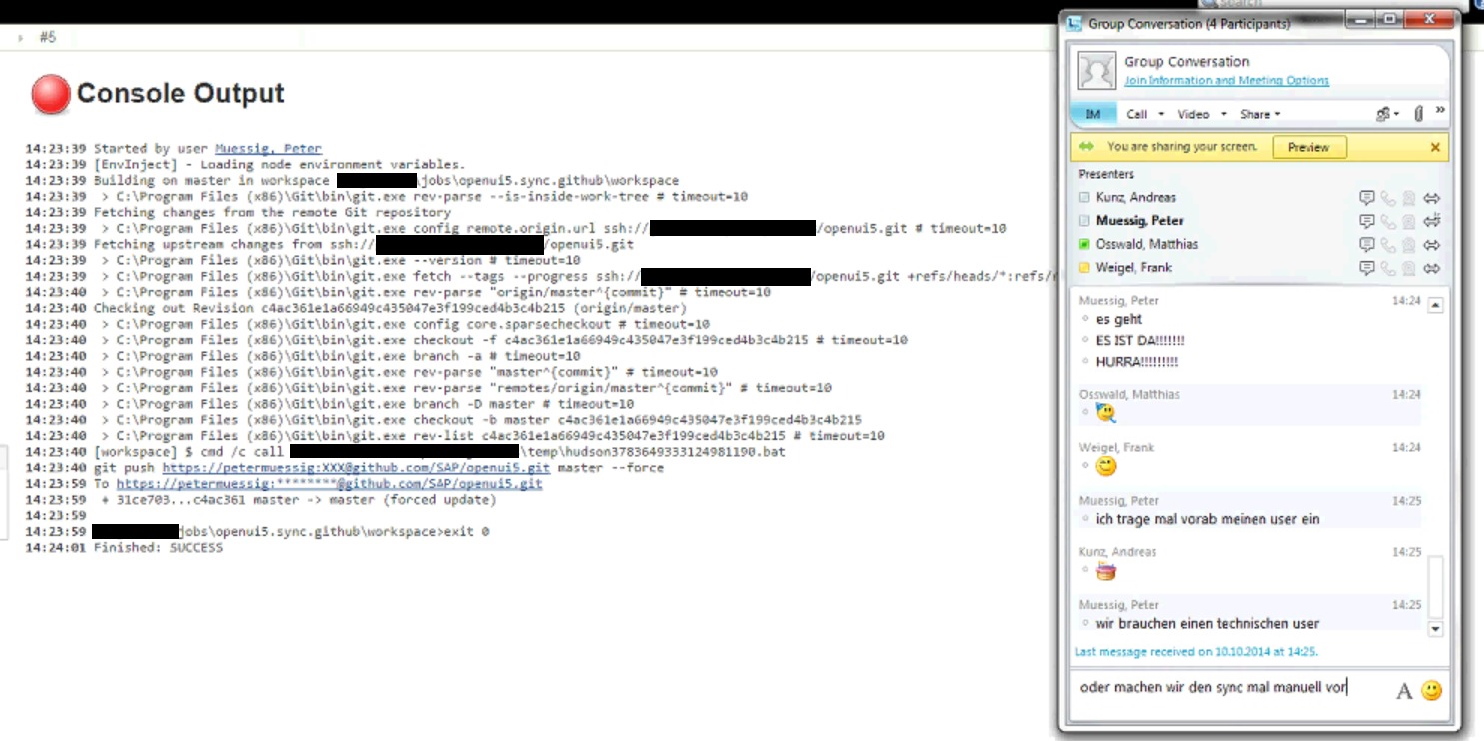 Search
#5
Console Output
14:23:39 Started by user Muessig, Peter
14:23:39 [EnvInject] - Loading node environment variables.
14:23:39 Building on master in workspace \jobs\openui5.sync.github\workspace
14:23:39 > C:\Program Files (x86)\Git\bin\git.exe rev-parse --is-inside-work-tree # timeout=10
14:23:39 Fetching changes from the remote Git repository
14:23:39 > C:\Program Files (x86)\Git\bin\git.exe config remote.origin.url ssh:// /openui5.git # timeout=10
14:23:39 Fetching upstream changes from ssh:// /openui5.git
14:23:39 > C:\Program Files (x86)\Git\bin\git.exe --version # timeout=10
14:23:39 > C:\Program Files (x86)\Git\bin\git.exe fetch --tags --progress ssh:// /openui5.git +refs/heads/*:refs/
14:23:40 > C:\Program Files (x86)\Git\bin\git.exe rev-parse "origin/master^{commit}" # timeout=10
14:23:40 Checking out Revision c4ac361e1a66949c435047e3f199ced4b3c4b215 (origin/master)
14:23:40 > C:\Program Files (x86)\Git\bin\git.exe config core.sparsecheckout # timeout=10
14:23:40 > C:\Program Files (x86)\Git\bin\git.exe checkout -f c4ac361e1a66949c435047e3f199ced4b3c4b215 # timeout=10
14:23:40 > C:\Program Files (x86)\Git\bin\git.exe branch -a # timeout=10
14:23:40 > C:\Program Files (x86)\Git\bin\git.exe rev-parse "master^{commit}" # timeout=10
14:23:40 > C:\Program Files (x86)\Git\bin\git.exe rev-parse "remotes/origin/master^{commit}" # timeout=10
14:23:40 > C:\Program Files (x86)\Git\bin\git.exe branch -D master # timeout=10
14:23:40 > C:\Program Files (x86)\Git\bin\git.exe checkout -b master c4ac361e1a66949c435047e3f199ced4b3c4b215
14:23:40 > C:\Program Files (x86)\Git\bin\git.exe rev-list c4ac361e1a66949c435047e3f199ced4b3c4b215 # timeout=10
14:23:40 [workspace] $ cmd /c call \temp\hudson3783649333124981190.bat
14:23:40 git push https://petermuessig:XXX@github.com/SAP/openui5.git master --force
14:23:59 To https://petermuessig:********@github.com/SAP/openui5.git
14:23:59 + 31ce703...c4ac361 master -> master (forced update)
14:23:59
14:23:59 jobs\openui5.sync.github\workspace>exit 0
14:24:01 Finished: SUCCESS
Group Conversation (4 Participants)
Group Conversation
Join Information and Meeting Options
IM Call Video Share
You are sharing your screen. Preview
Presenters
Kunz, Andreas
Muessig, Peter
Osswald, Matthias
Weigel, Frank
Muessig, Peter 14:24
es geht
ES IST DA!!!!!!!
HURRA!!!!!!!!!
Osswald, Matthias 14:24
Weigel, Frank 14:24
Muessig, Peter 14:25
ich trage mal vorab meinen user ein
Kunz, Andreas 14:25
Muessig, Peter 14:25
wir brauchen einen technischen user
Last message received on 10.10.2014 at 14:25.
oder machen wir den sync mal manuell vor
A